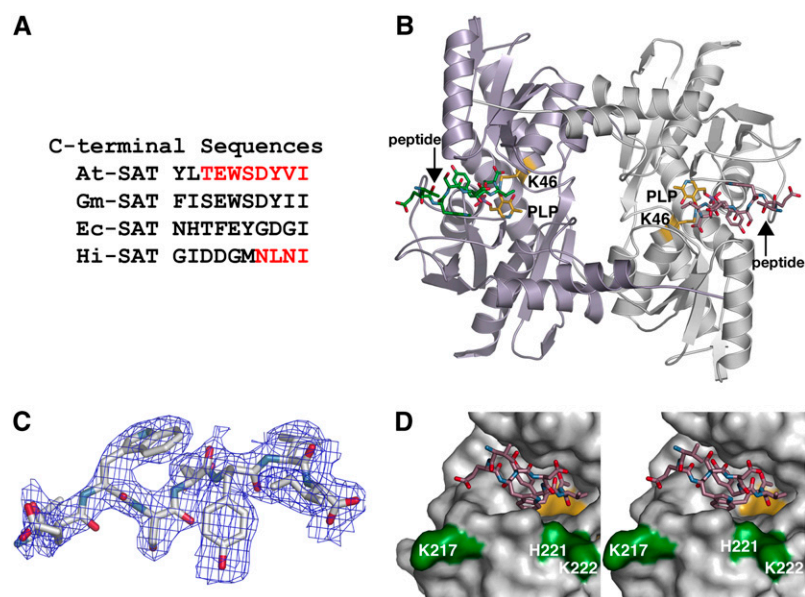 A
C-terminal Sequences
At-SAT YLTEWSDYVI
Gm-SAT FISEWSDYII
Ec-SAT NHTFEYGDGI
Hi-SAT GIDDGMNLNI
B
peptide
K46
PLP
PLP
K46
peptide
C
D
K217
H221
K222
K217
H221
K222